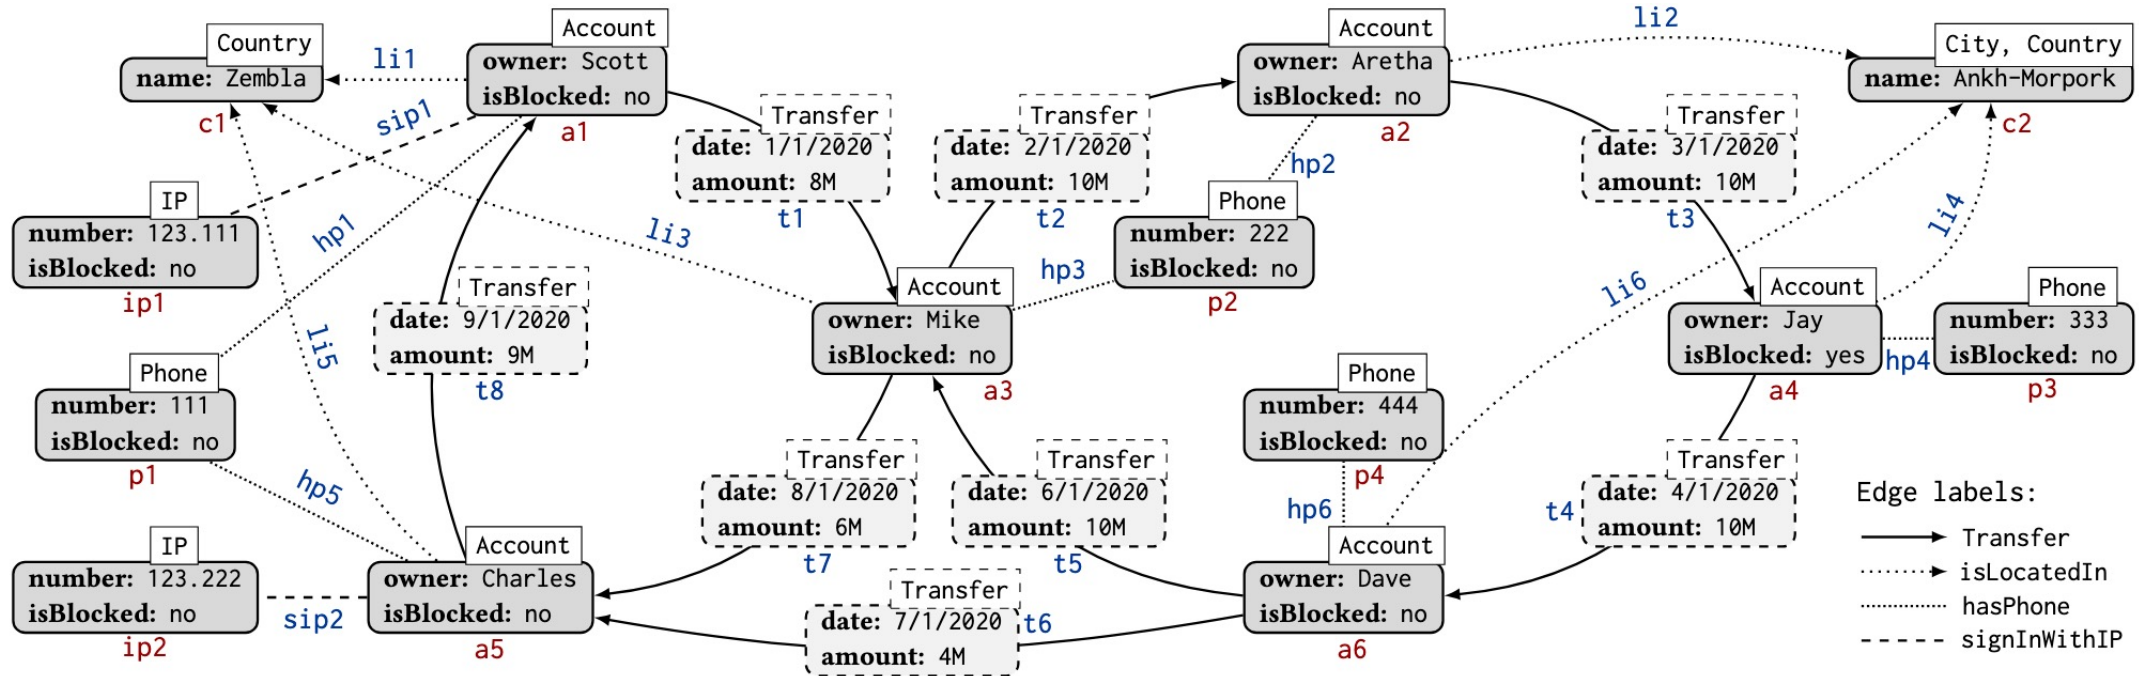 Country
name: Zembla
c1
li1
Account
owner: Scott
isBlocked: no
a1
sip1
Transfer
date: 1/1/2020
amount: 8M
t1
Transfer
date: 2/1/2020
amount: 10M
t2
Account
owner: Aretha
isBlocked: no
a2
li2
City, Country
name: Ankh-Morpork
c2
Transfer
date: 3/1/2020
amount: 10M
t3
hp2
IP
number: 123.111
isBlocked: no
ip1
hp1
li3
Phone
number: 222
isBlocked: no
p2
hp3
li4
li6
Transfer
date: 9/1/2020
amount: 9M
t8
li5
Account
owner: Mike
isBlocked: no
a3
Account
owner: Jay
isBlocked: yes
a4
hp4
Phone
number: 333
isBlocked: no
p3
Phone
number: 111
isBlocked: no
p1
hp5
Phone
number: 444
isBlocked: no
p4
hp6
Transfer
date: 8/1/2020
amount: 6M
t7
Transfer
date: 6/1/2020
amount: 10M
t5
Transfer
date: 4/1/2020
amount: 10M
t4
IP
number: 123.222
isBlocked: no
ip2
sip2
Account
owner: Charles
isBlocked: no
a5
Transfer
date: 7/1/2020
amount: 4M
t6
Account
owner: Dave
isBlocked: no
a6
Edge labels:
Transfer
isLocatedIn
hasPhone
signInWithIP